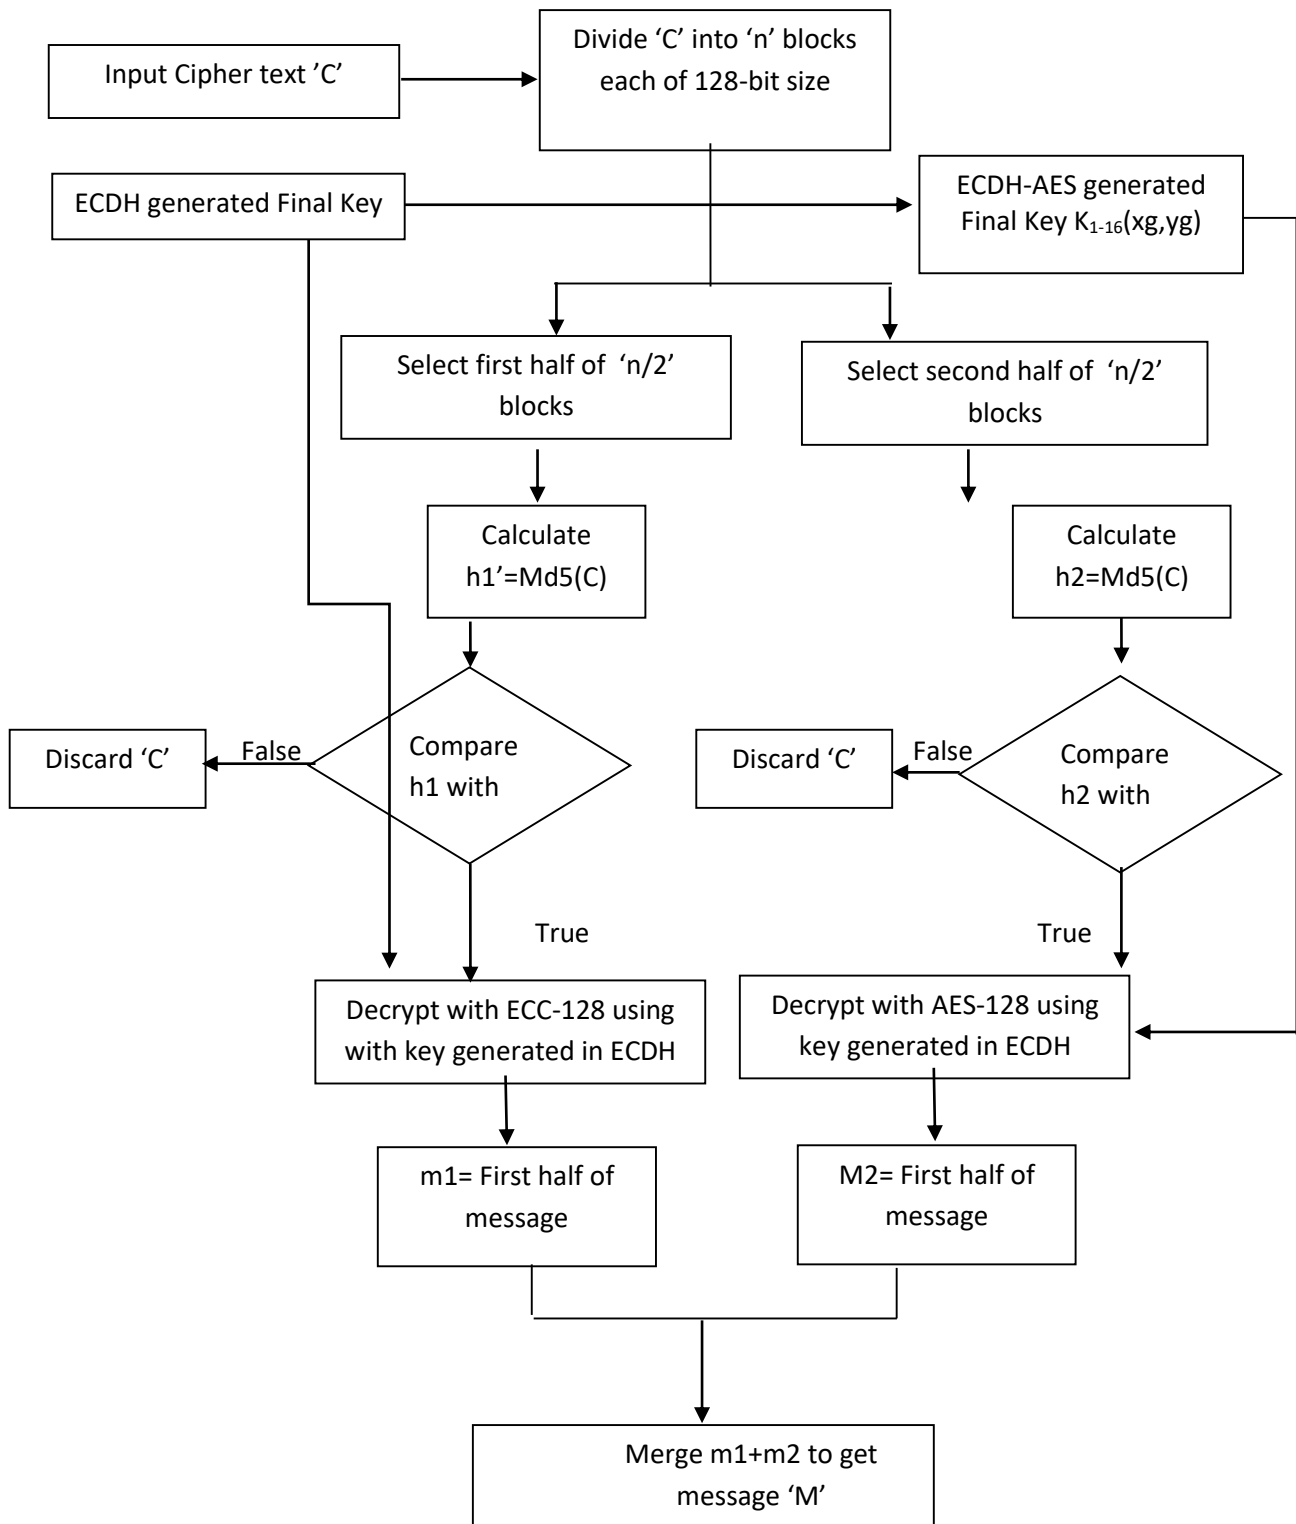 Input Cipher text ’C’
Divide ‘C’ into ‘n’ blocks
each of 128-bit size
ECDH generated Final Key
ECDH-AES generated
Final Key K₁₋₁₆(xg,yg)
Select first half of ‘n/2’
blocks
Select second half of ‘n/2’
blocks
Calculate
h1’=Md5(C)
Calculate
h2=Md5(C)
Discard ‘C’
False
Compare
h1 with
Discard ‘C’
False
Compare
h2 with
True
True
Decrypt with ECC-128 using
with key generated in ECDH
Decrypt with AES-128 using
key generated in ECDH
m1= First half of
message
M2= First half of
message
Merge m1+m2 to get
message ‘M’